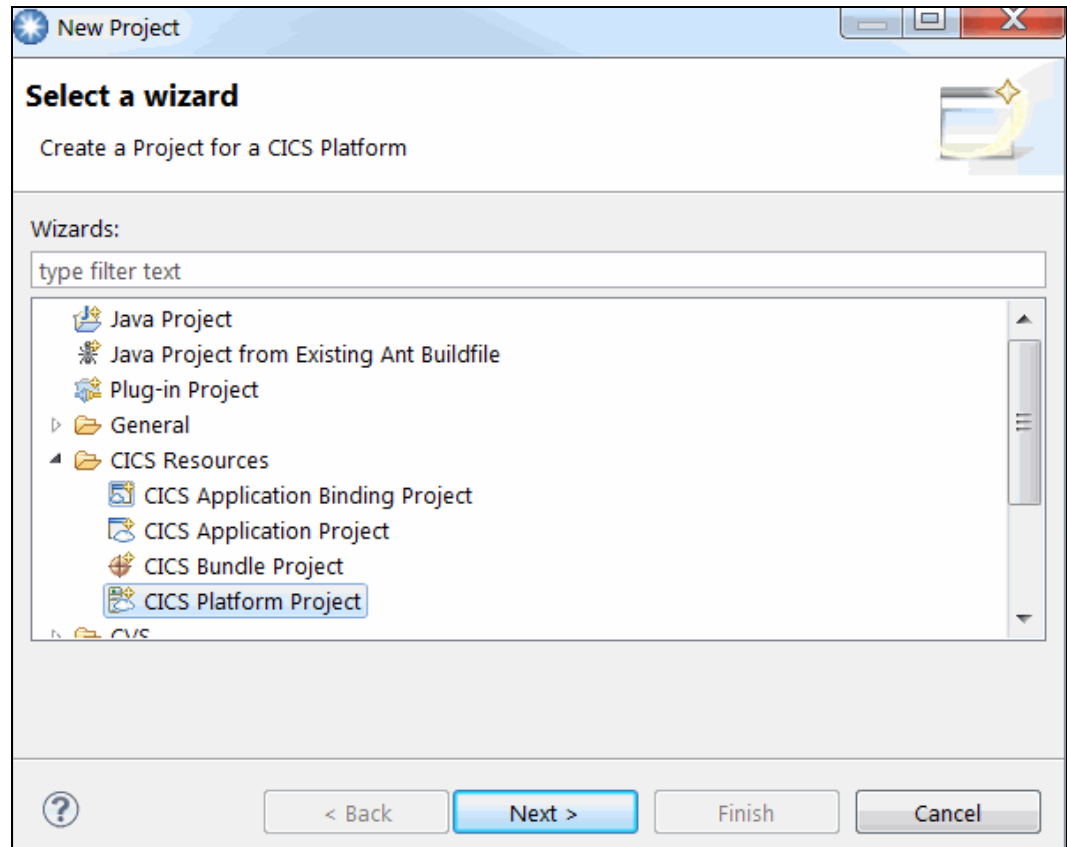 New Project
Select a wizard
Create a Project for a CICS Platform
Wizards:
type filter text
Java Project
Java Project from Existing Ant Buildfile
Plug-in Project
General
CICS Resources
CICS Application Binding Project
CICS Application Project
CICS Bundle Project
CICS Platform Project
CVS
?
< Back Next > Finish Cancel